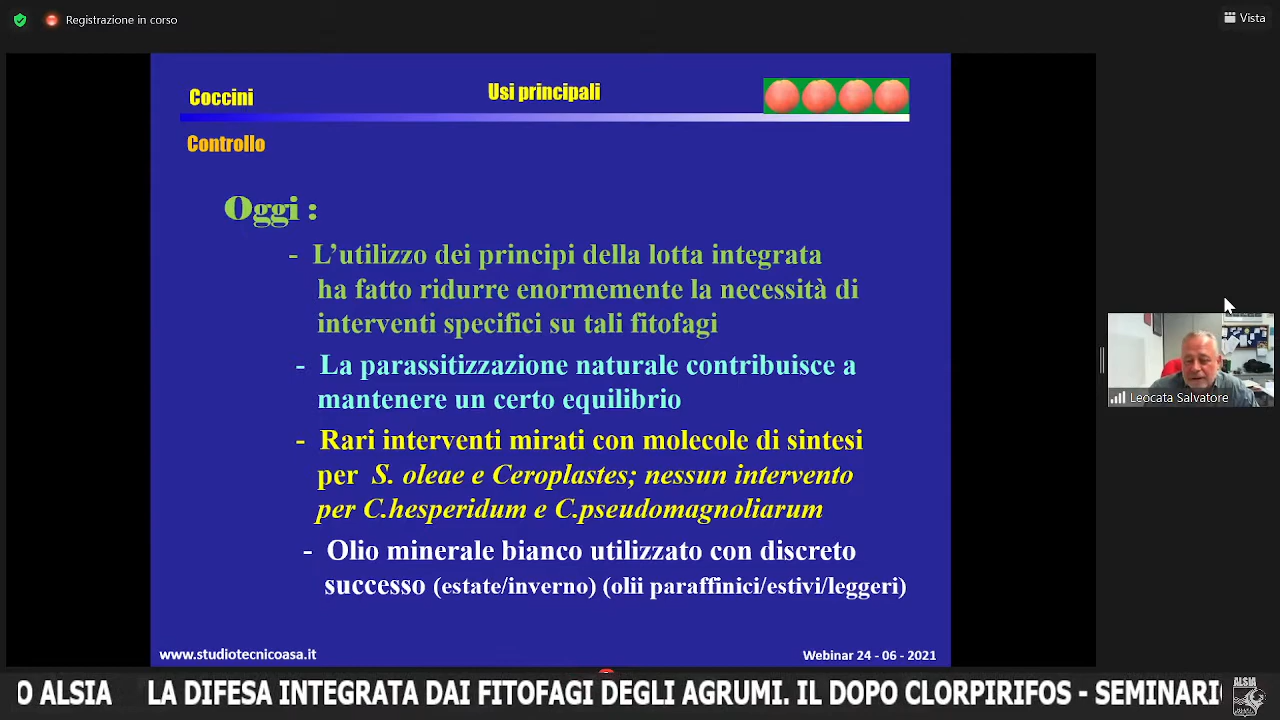 Registrazione in corso
Vista
Coccini
Usi principali
Controllo
Oggi :
- L’utilizzo dei principi della lotta integrata
ha fatto ridurre enormemente la necessità di
interventi specifici su tali fitofagi
- La parassitizzazione naturale contribuisce a
mantenere un certo equilibrio
- Rari interventi mirati con molecole di sintesi
per S. oleae e Ceroplastes; nessun intervento
per C.hesperidum e C.pseudomagnoliarum
- Olio minerale bianco utilizzato con discreto
successo (estate/inverno) (olii paraffinici/estivi/leggeri)
Leocata Salvatore
www.studiotecnicoasa.it
Webinar 24 - 06 - 2021
O ALSIA LA DIFESA INTEGRATA DAI FITOFAGI DEGLI AGRUMI. IL DOPO CLORPIRIFOS - SEMINARIO